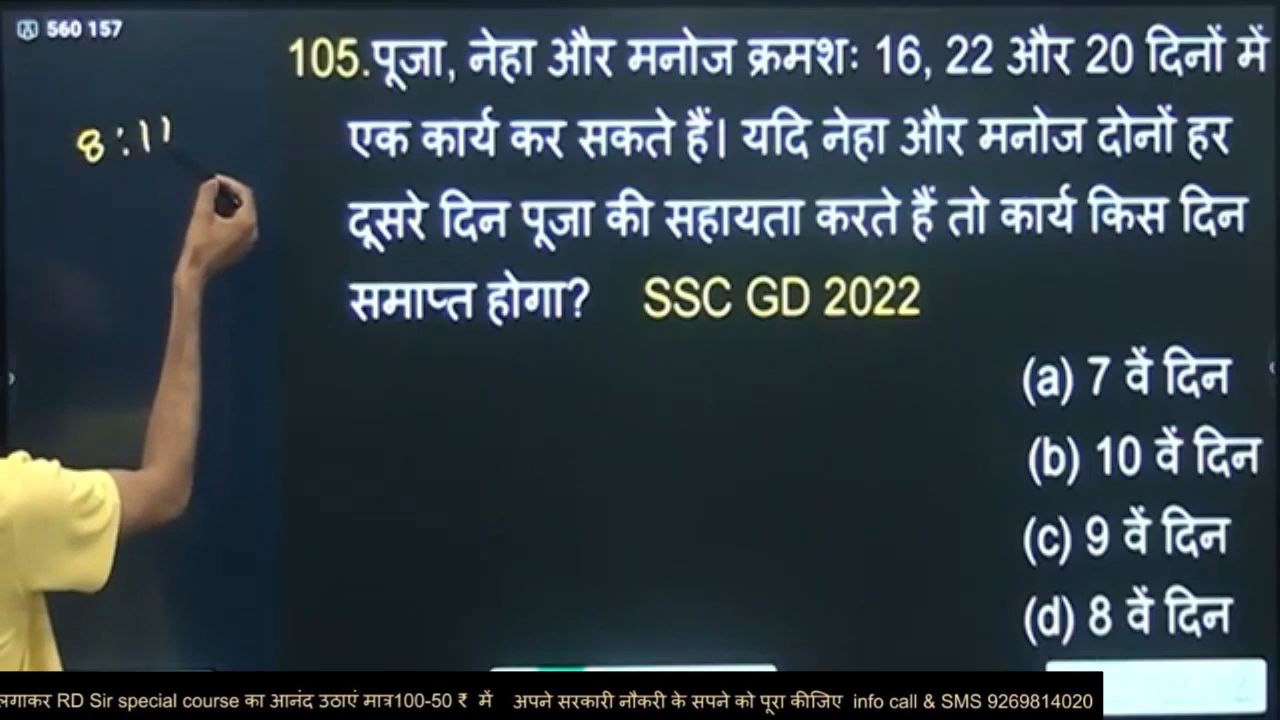 560 157
105.पूजा, नेहा और मनोज क्रमशः 16, 22 और 20 दिनों में
एक कार्य कर सकते हैं। यदि नेहा और मनोज दोनों हर
दूसरे दिन पूजा की सहायता करते हैं तो कार्य किस दिन
समाप्त होगा? SSC GD 2022
8:11
(a) 7 वें दिन
(b) 10 वें दिन
(c) 9 वें दिन
(d) 8 वें दिन
लगाकर RD Sir special course का आनंद उठाएं मात्र100-50 ₹ में अपने सरकारी नौकरी के सपने को पूरा कीजिए info call & SMS 9269814020